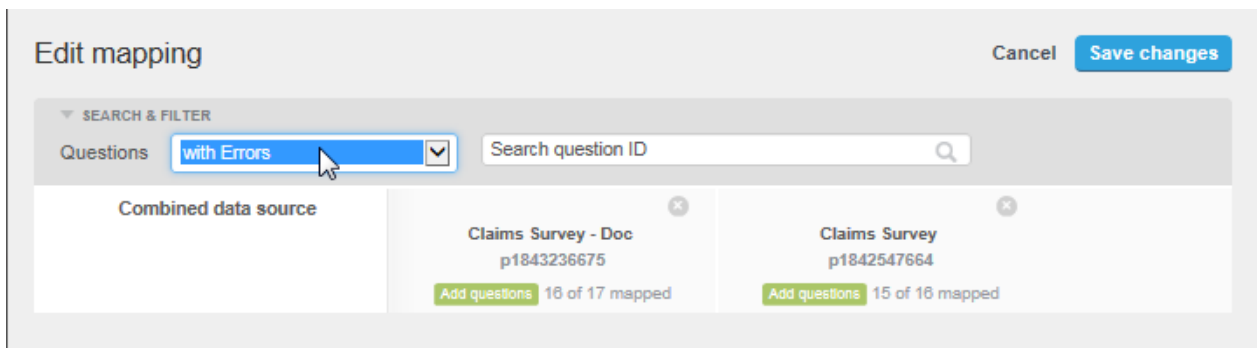 Edit mapping
Cancel
Save changes
SEARCH & FILTER
Questions
with Errors
Search question ID
Combined data source
Claims Survey - Doc
p1843236675
Add questions 16 of 17 mapped
Claims Survey
p1842547664
Add questions 15 of 16 mapped